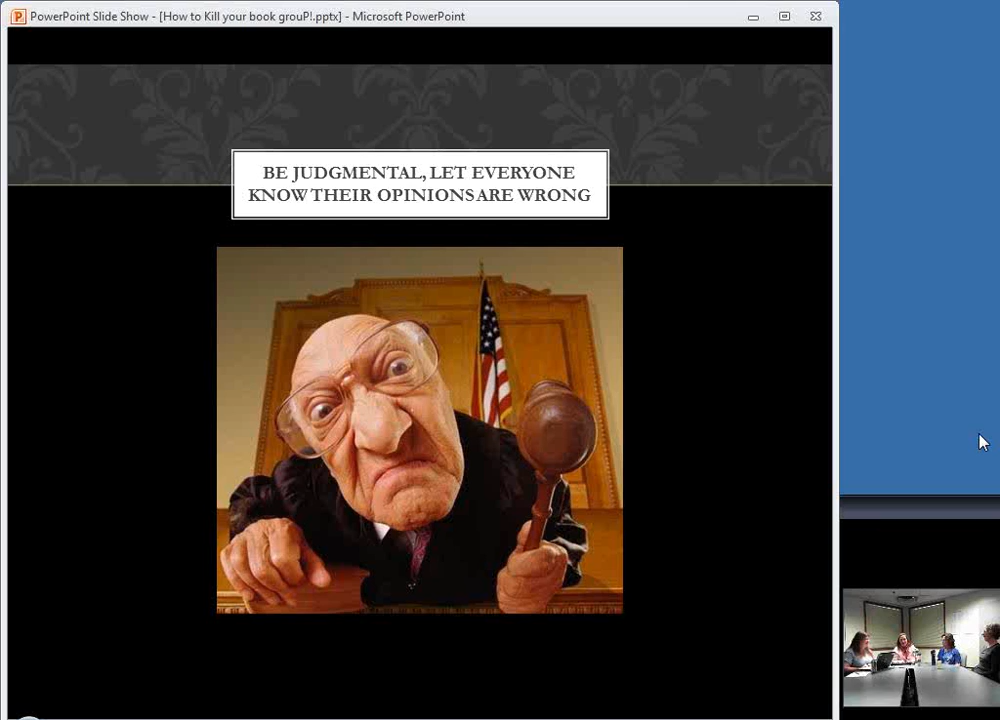 PowerPoint Slide Show - [How to Kill your book grouP!.pptx] - Microsoft PowerPoint
BE JUDGMENTAL, LET EVERYONE
KNOW THEIR OPINIONS ARE WRONG